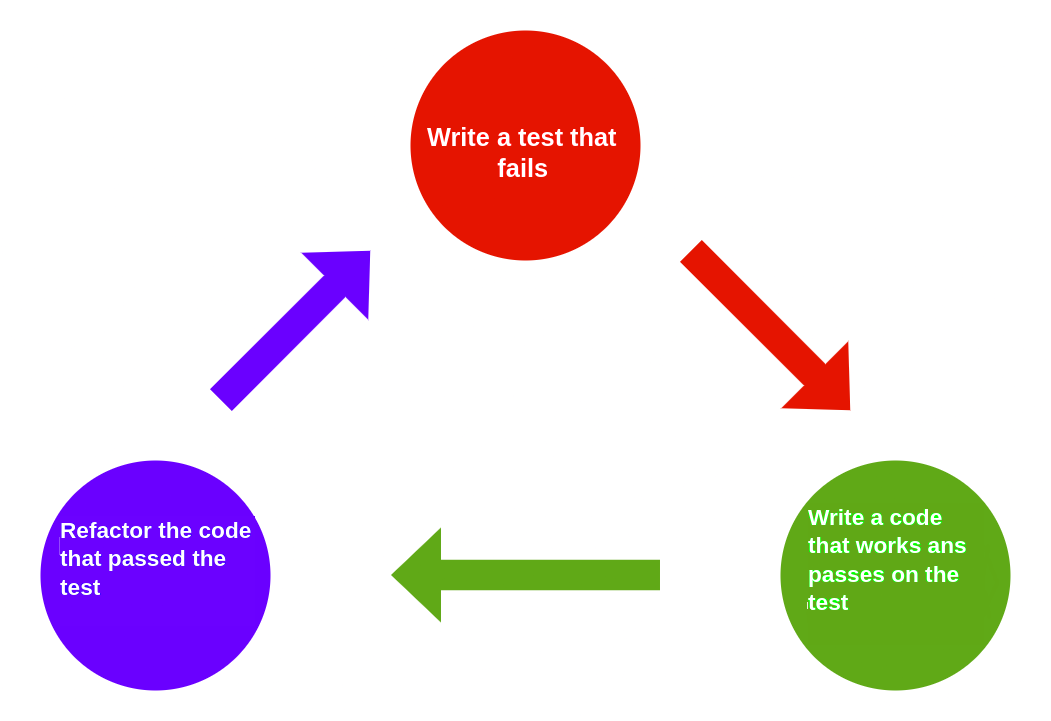 Write a test that
fails
Write a code
that works ans
passes on the
test
Refactor the code
that passed the
test